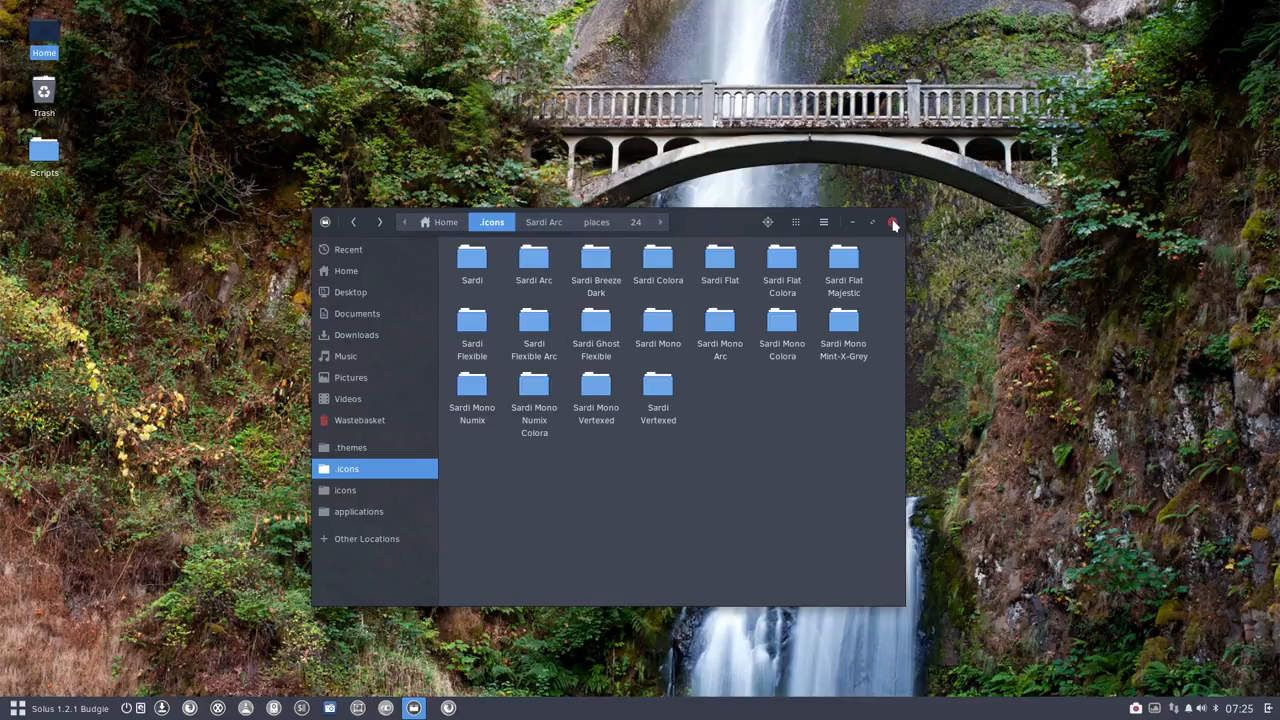 Home
Trash
Scripts
Home
.icons
Sardi Arc
places
24
Recent
Home
Desktop
Documents
Downloads
Music
Pictures
Videos
Wastebasket
.themes
.icons
icons
applications
+ Other Locations
Sardi
Sardi Arc
Sardi Breeze
Dark
Sardi Colora
Sardi Flat
Sardi Flat
Colora
Sardi Flat
Majestic
Sardi
Flexible
Sardi
Flexible Arc
Sardi Ghost
Flexible
Sardi Mono
Sardi Mono
Arc
Sardi Mono
Colora
Sardi Mono
Mint-X-Grey
Sardi Mono
Numix
Sardi Mono
Numix
Colora
Sardi Mono
Vertexed
Sardi
Vertexed
Solus 1.2.1 Budgie
07:25